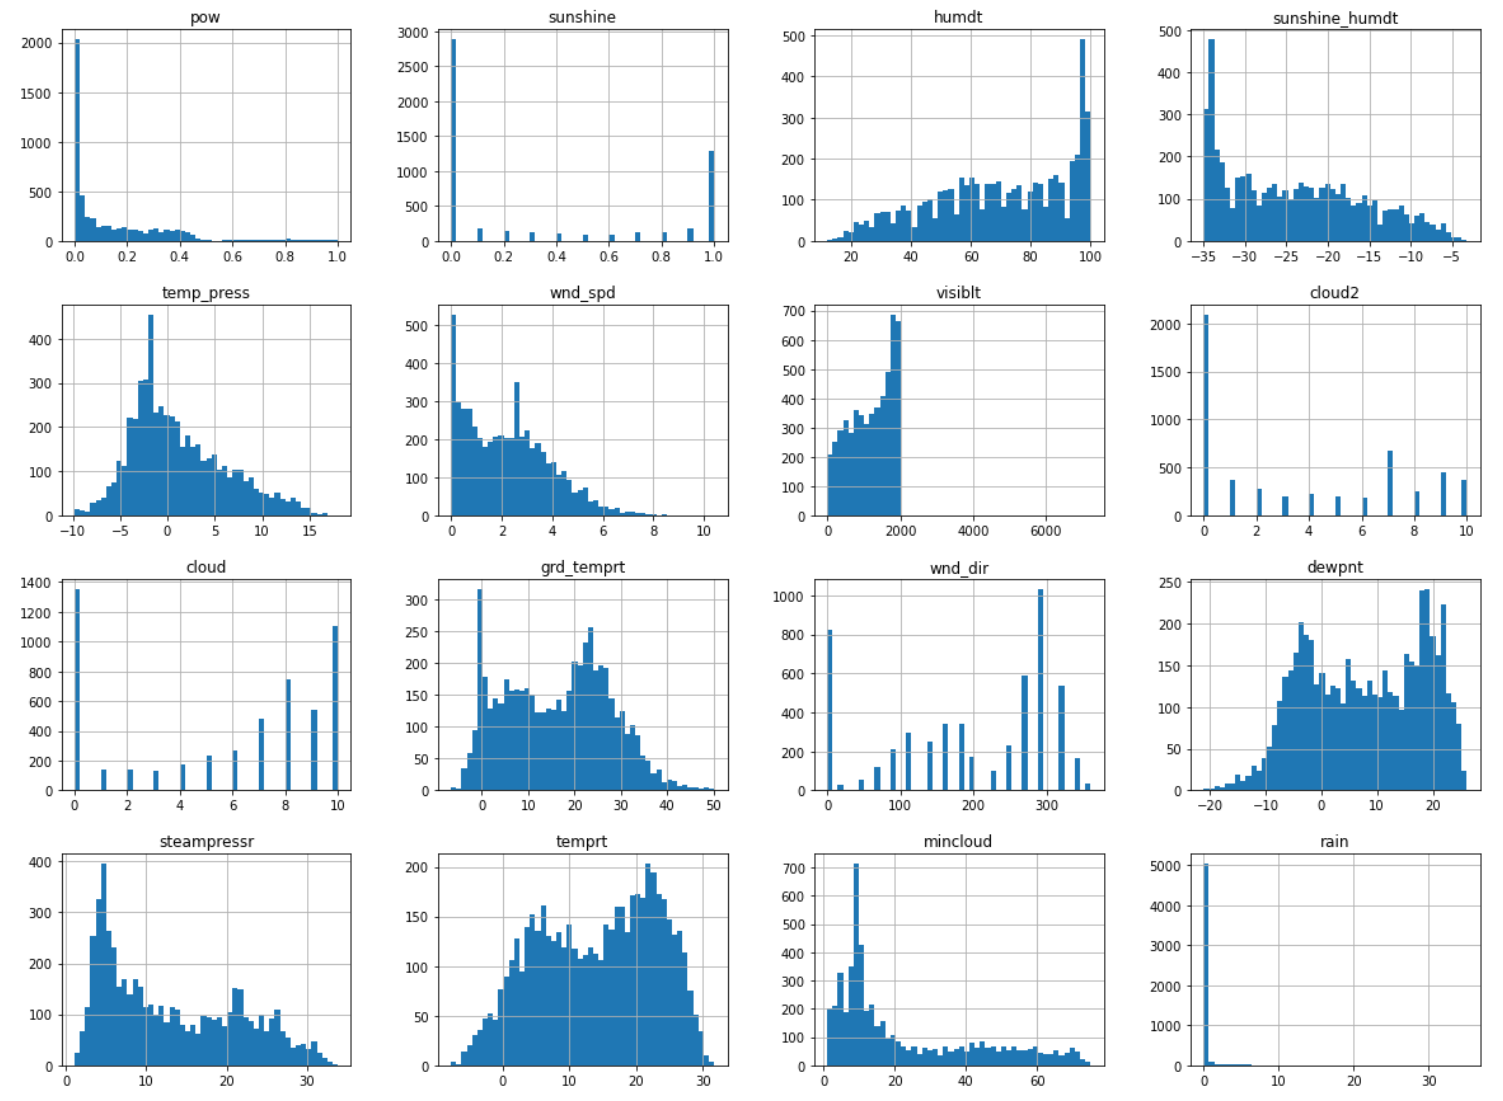 pow sunshine humdt sunshine_humdt
2000 3000 500 500
1500 2500 400 400
1000 2000 300 300
500 1500 200 200
0 1000 100 100
500 0 0
0
0.0 0.2 0.4 0.6 0.8 1.0 0.0 0.2 0.4 0.6 0.8 1.0 20 40 60 80 100 −35 −30 −25 −20 −15 −10 −5
temp_press wnd_spd visiblt cloud2
400 500 700 2000
300 400 600 1500
200 300 500 1000
100 200 400 500
0 100 300 0
0 200
100
0
−10 −5 0 5 10 15 0 2 4 6 8 10 0 2000 4000 6000 0 2 4 6 8 10
cloud grd_temprt wnd_dir dewpnt
1400 300 1000 250
1200 250 800 200
1000 200 600 150
800 150 400 100
600 100 200 50
400 50 0 0
200 0
0
0 2 4 6 8 10 0 10 20 30 40 50 0 100 200 300 −20 −10 0 10 20
steampressr temprt mincloud rain
400 200 700 5000
300 150 600 4000
200 100 500 3000
100 50 400 2000
0 0 300 1000
200 0
100
0
0 10 20 30 0 10 20 30 0 20 40 60 0 10 20 30